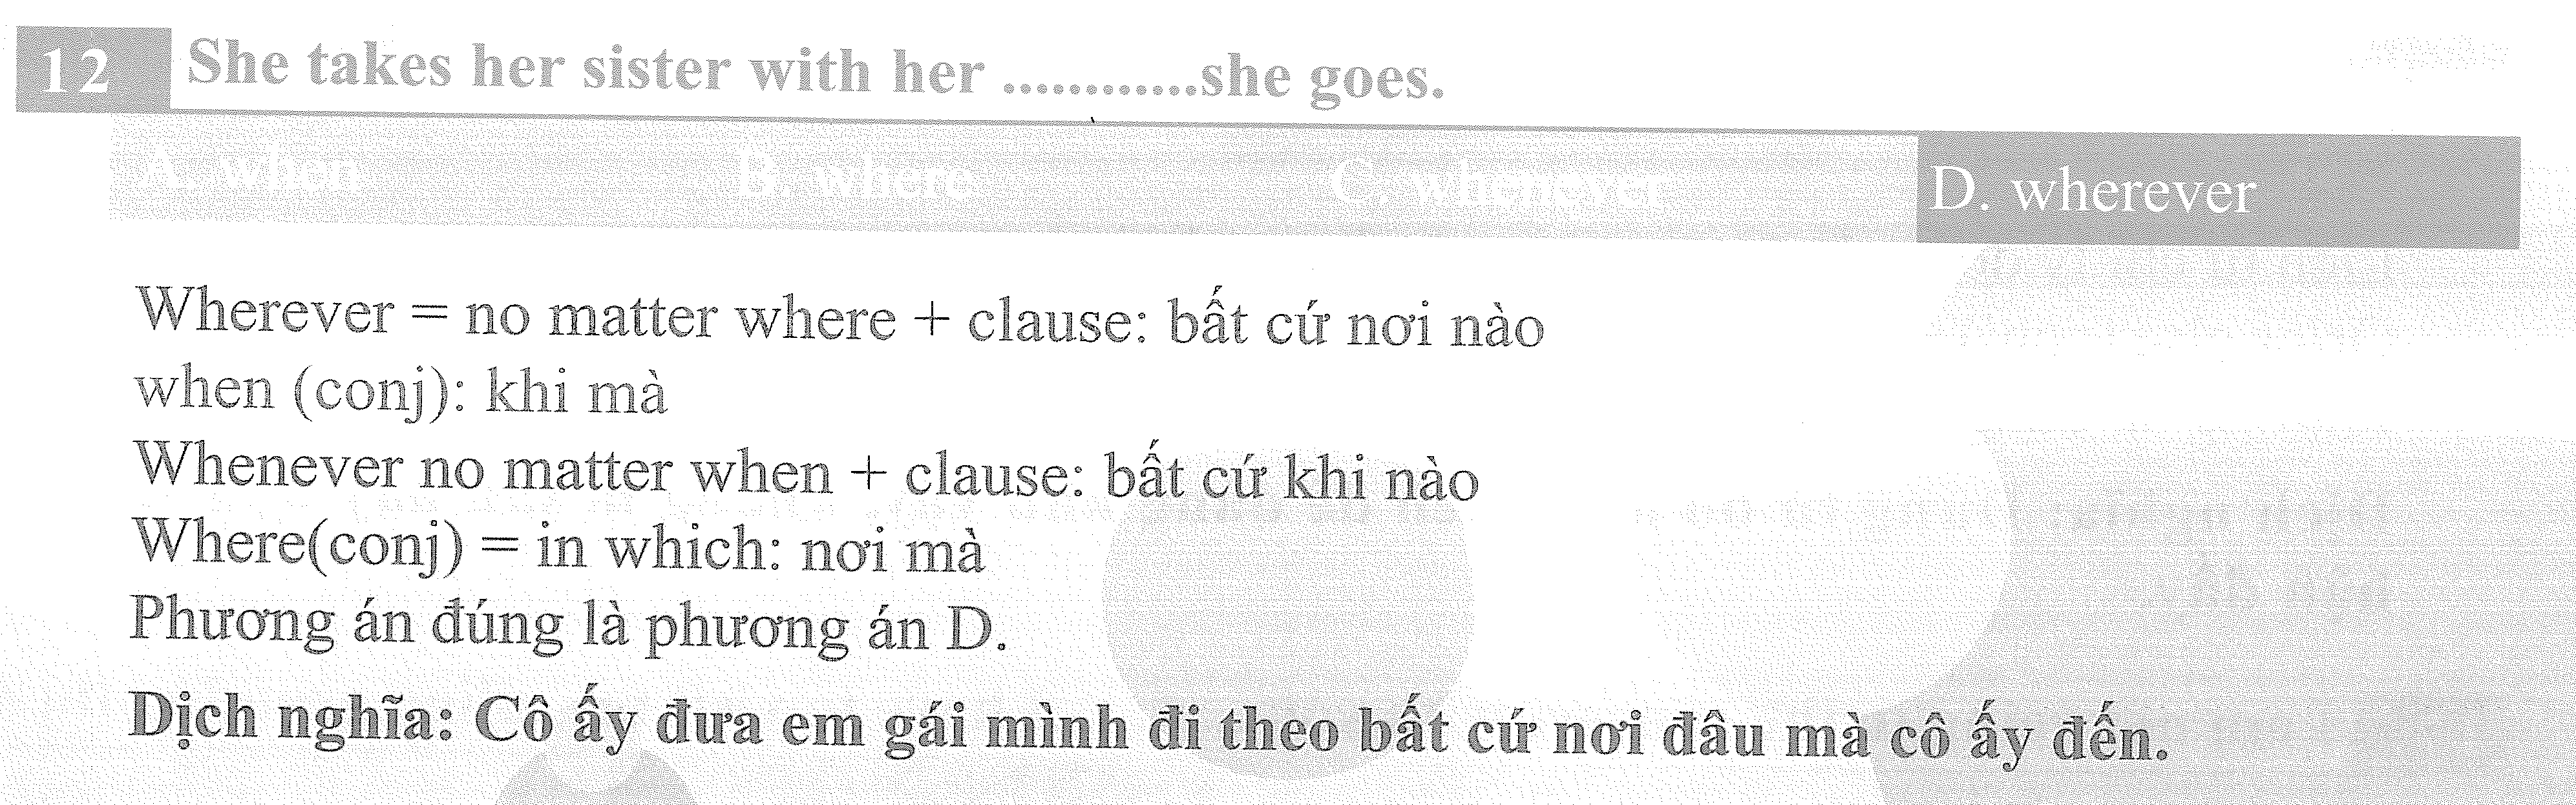 12 She takes her sister with her ............she goes.
A. when B. where C. whenever D. wherever
Wherever = no matter where + clause: bất cứ nơi nào
when (conj): khi mà
Whenever no matter when + clause: bất cứ khi nào
Where(conj) = in which: nơi mà
Phương án đúng là phương án D.
Dịch nghĩa: Cô ấy đưa em gái mình đi theo bất cứ nơi đâu mà cô ấy đến.